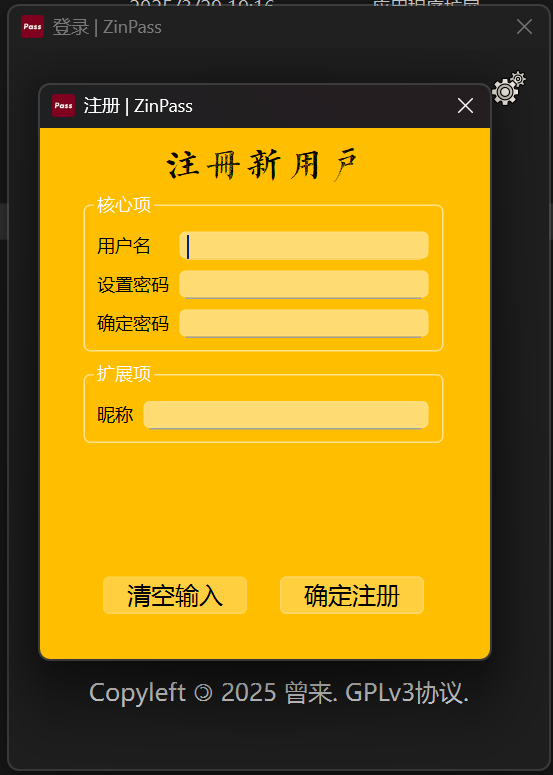 Pass 登录 | ZinPass
Pass 注册 | ZinPass
注冊新用戶
核心项
用户名
设置密码
确定密码
扩展项
昵称
清空输入 确定注册
Copyleft 🄯 2025 曾来. GPLv3协议.